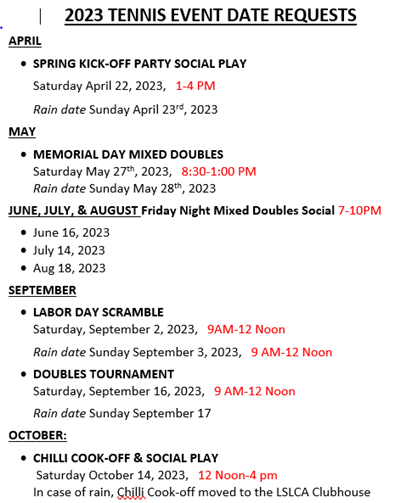 2023 TENNIS EVENT DATE REQUESTS
APRIL
• SPRING KICK-OFF PARTY SOCIAL PLAY
Saturday April 22, 2023, 1-4 PM
Rain date Sunday April 23rd, 2023
MAY
• MEMORIAL DAY MIXED DOUBLES
Saturday May 27th, 2023, 8:30-1:00 PM
Rain date Sunday May 28th, 2023
JUNE, JULY, & AUGUST Friday Night Mixed Doubles Social 7-10PM
• June 16, 2023
• July 14, 2023
• Aug 18, 2023
SEPTEMBER
• LABOR DAY SCRAMBLE
Saturday, September 2, 2023, 9AM-12 Noon
Rain date Sunday September 3, 2023, 9 AM-12 Noon
• DOUBLES TOURNAMENT
Saturday, September 16, 2023, 9 AM-12 Noon
Rain date Sunday September 17
OCTOBER:
• CHILLI COOK-OFF & SOCIAL PLAY
Saturday October 14, 2023, 12 Noon-4 pm
In case of rain, Chilli Cook-off moved to the LSLCA Clubhouse